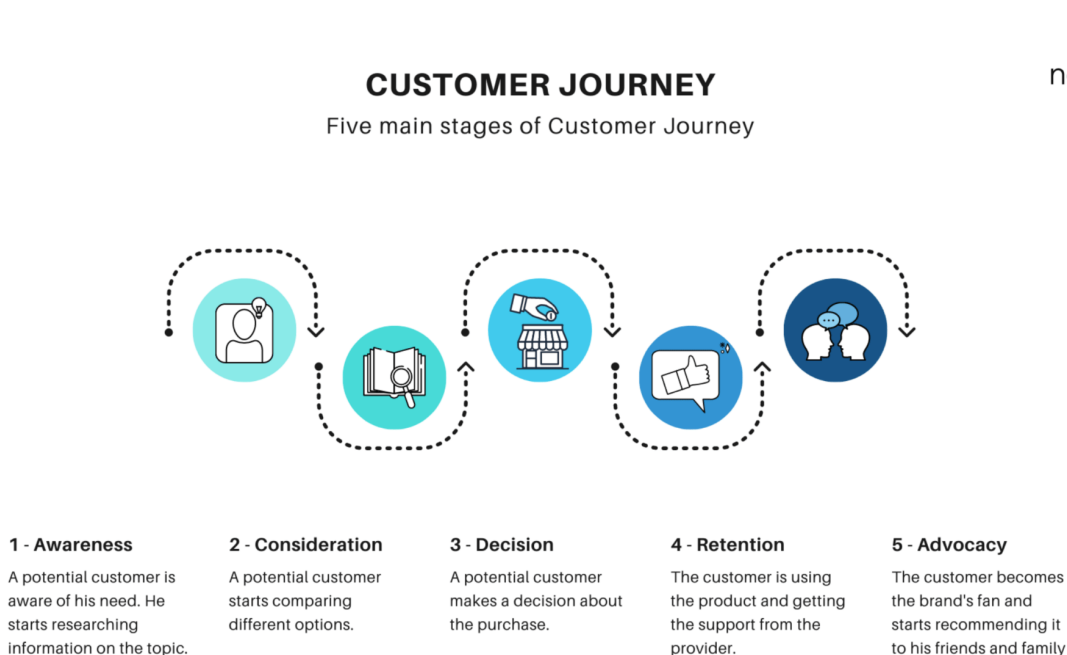 CUSTOMER JOURNEY
n
Five main stages of Customer Journey
1 - Awareness
A potential customer is
aware of his need. He
starts researching
information on the topic.
2 - Consideration
A potential customer
starts comparing
different options.
3 - Decision
A potential customer
makes a decision about
the purchase.
4 - Retention
The customer is using
the product and getting
the support from the
provider.
5 - Advocacy
The customer becomes
the brand's fan and
starts recommending it
to his friends and family